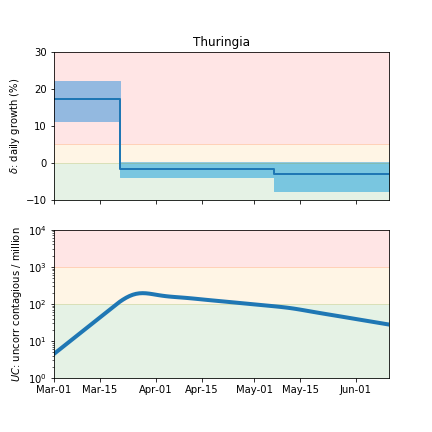 Thuringia
δ: daily growth (%)
30
20
10
0
−10
UC: uncorr contagious / million
10⁴
10³
10²
10¹
10⁰
Mar-01 Mar-15 Apr-01 Apr-15 May-01 May-15 Jun-01